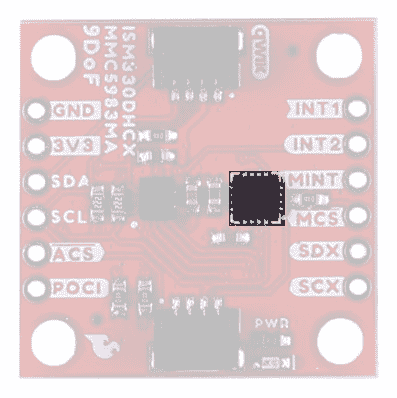 ISM330DHCX
MMC5983MA
9DoF
QWIIC
GND
3V3
SDA
SCL
ACS
POCI
INT1
INT2
MINT
MCS
SDX
SCX
PWR